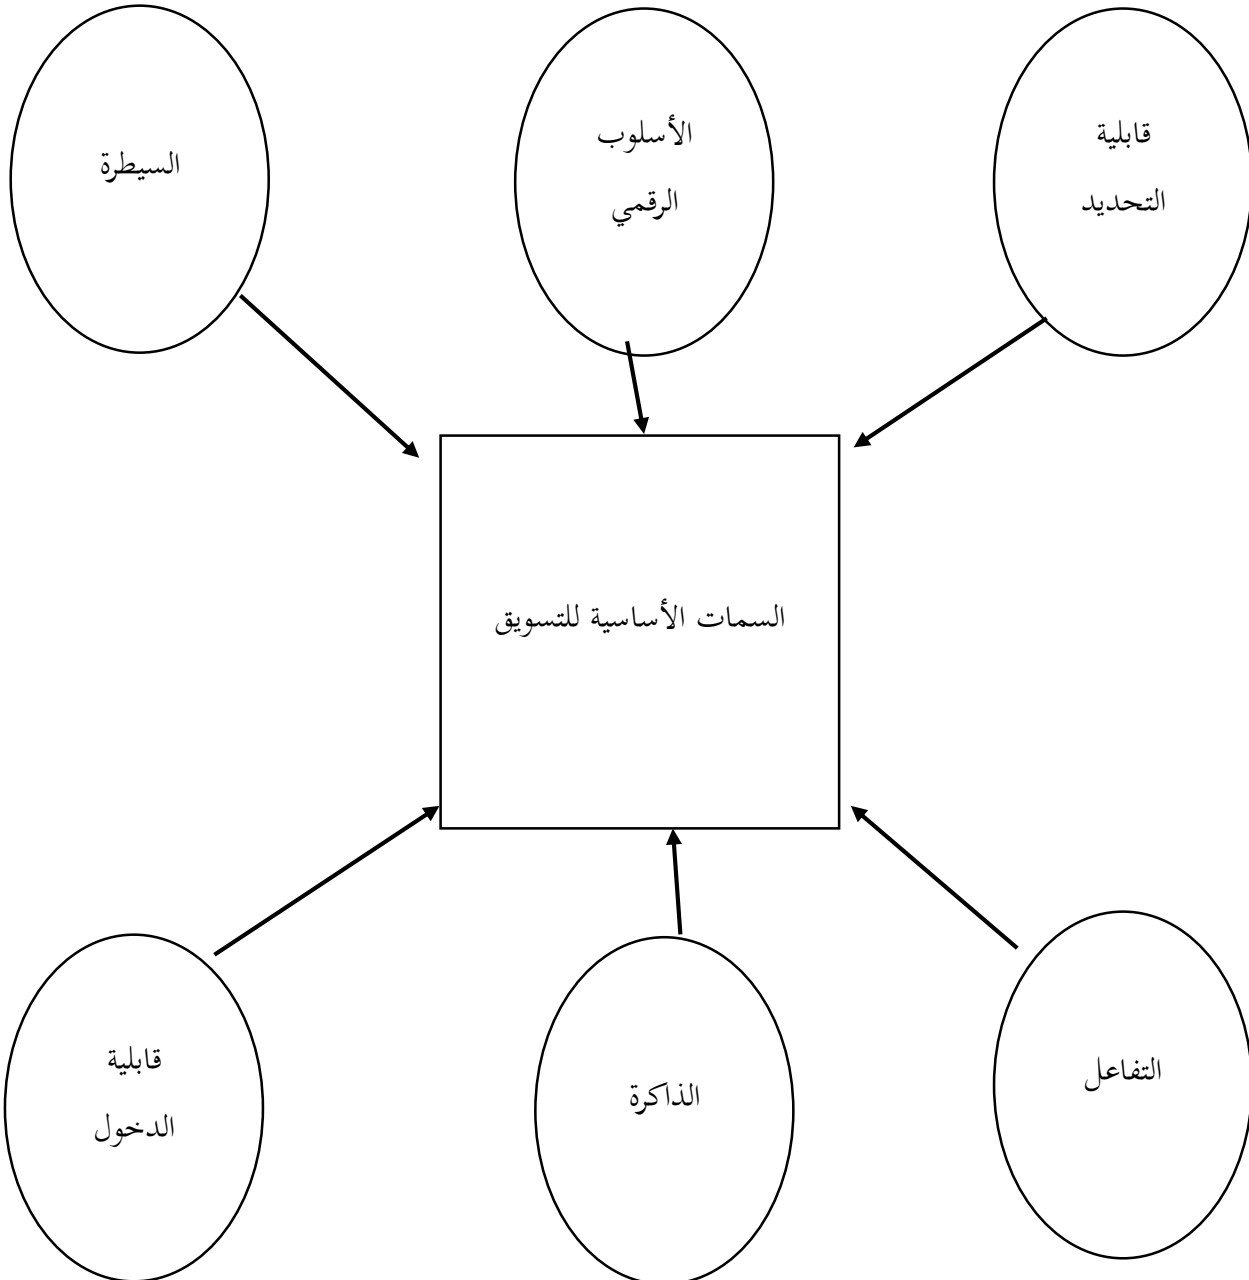 قابلية
التحديد
الأسلوب
الرقمي
السيطرة
السمات الأساسية للتسويق
التفاعل
الذاكرة
قابلية
الدخول